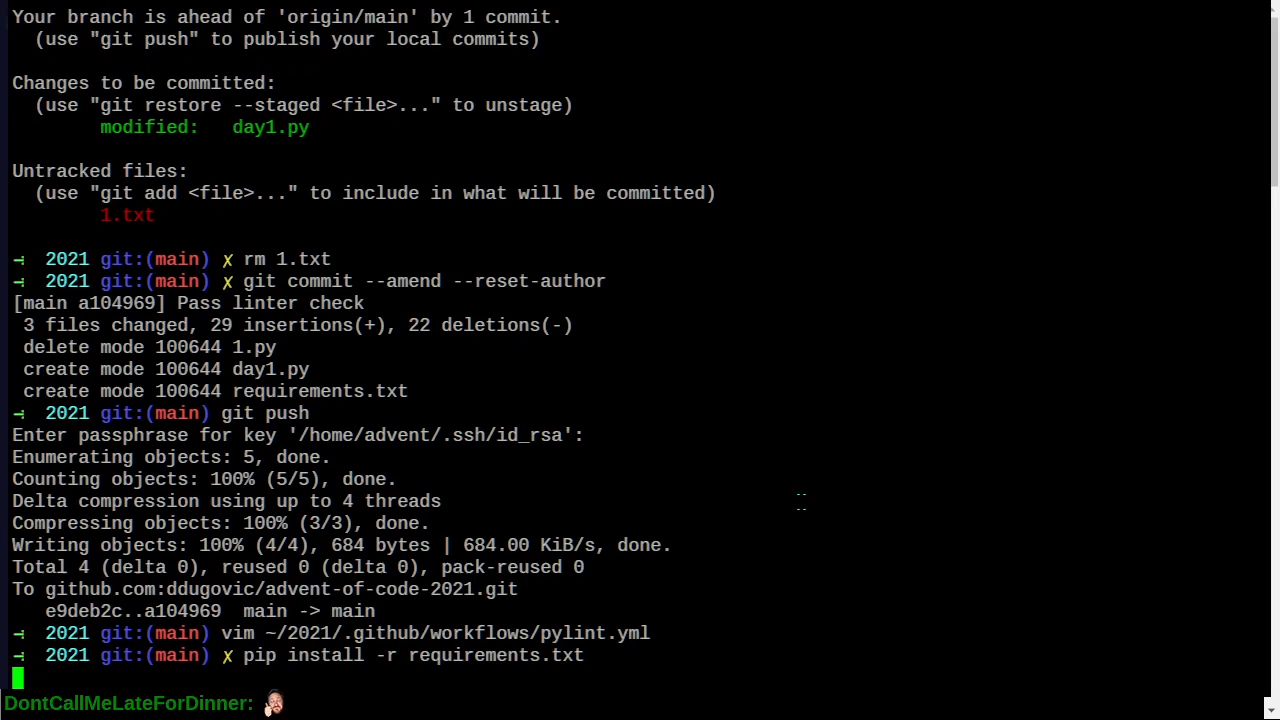 Your branch is ahead of 'origin/main' by 1 commit.
  (use "git push" to publish your local commits)
Changes to be committed:
  (use "git restore --staged <file>..." to unstage)
        modified:   day1.py
Untracked files:
  (use "git add <file>..." to include in what will be committed)
        1.txt
→  2021 git:(main) ✗ rm 1.txt
→  2021 git:(main) ✗ git commit --amend --reset-author
[main a104969] Pass linter check
 3 files changed, 29 insertions(+), 22 deletions(-)
 delete mode 100644 1.py
 create mode 100644 day1.py
 create mode 100644 requirements.txt
→  2021 git:(main) git push
Enter passphrase for key '/home/advent/.ssh/id_rsa':
Enumerating objects: 5, done.
Counting objects: 100% (5/5), done.
Delta compression using up to 4 threads
Compressing objects: 100% (3/3), done.
Writing objects: 100% (4/4), 684 bytes | 684.00 KiB/s, done.
Total 4 (delta 0), reused 0 (delta 0), pack-reused 0
To github.com:ddugovic/advent-of-code-2021.git
   e9deb2c..a104969  main -> main
→  2021 git:(main) vim ~/2021/.github/workflows/pylint.yml
→  2021 git:(main) ✗ pip install -r requirements.txt
DontCallMeLateForDinner: